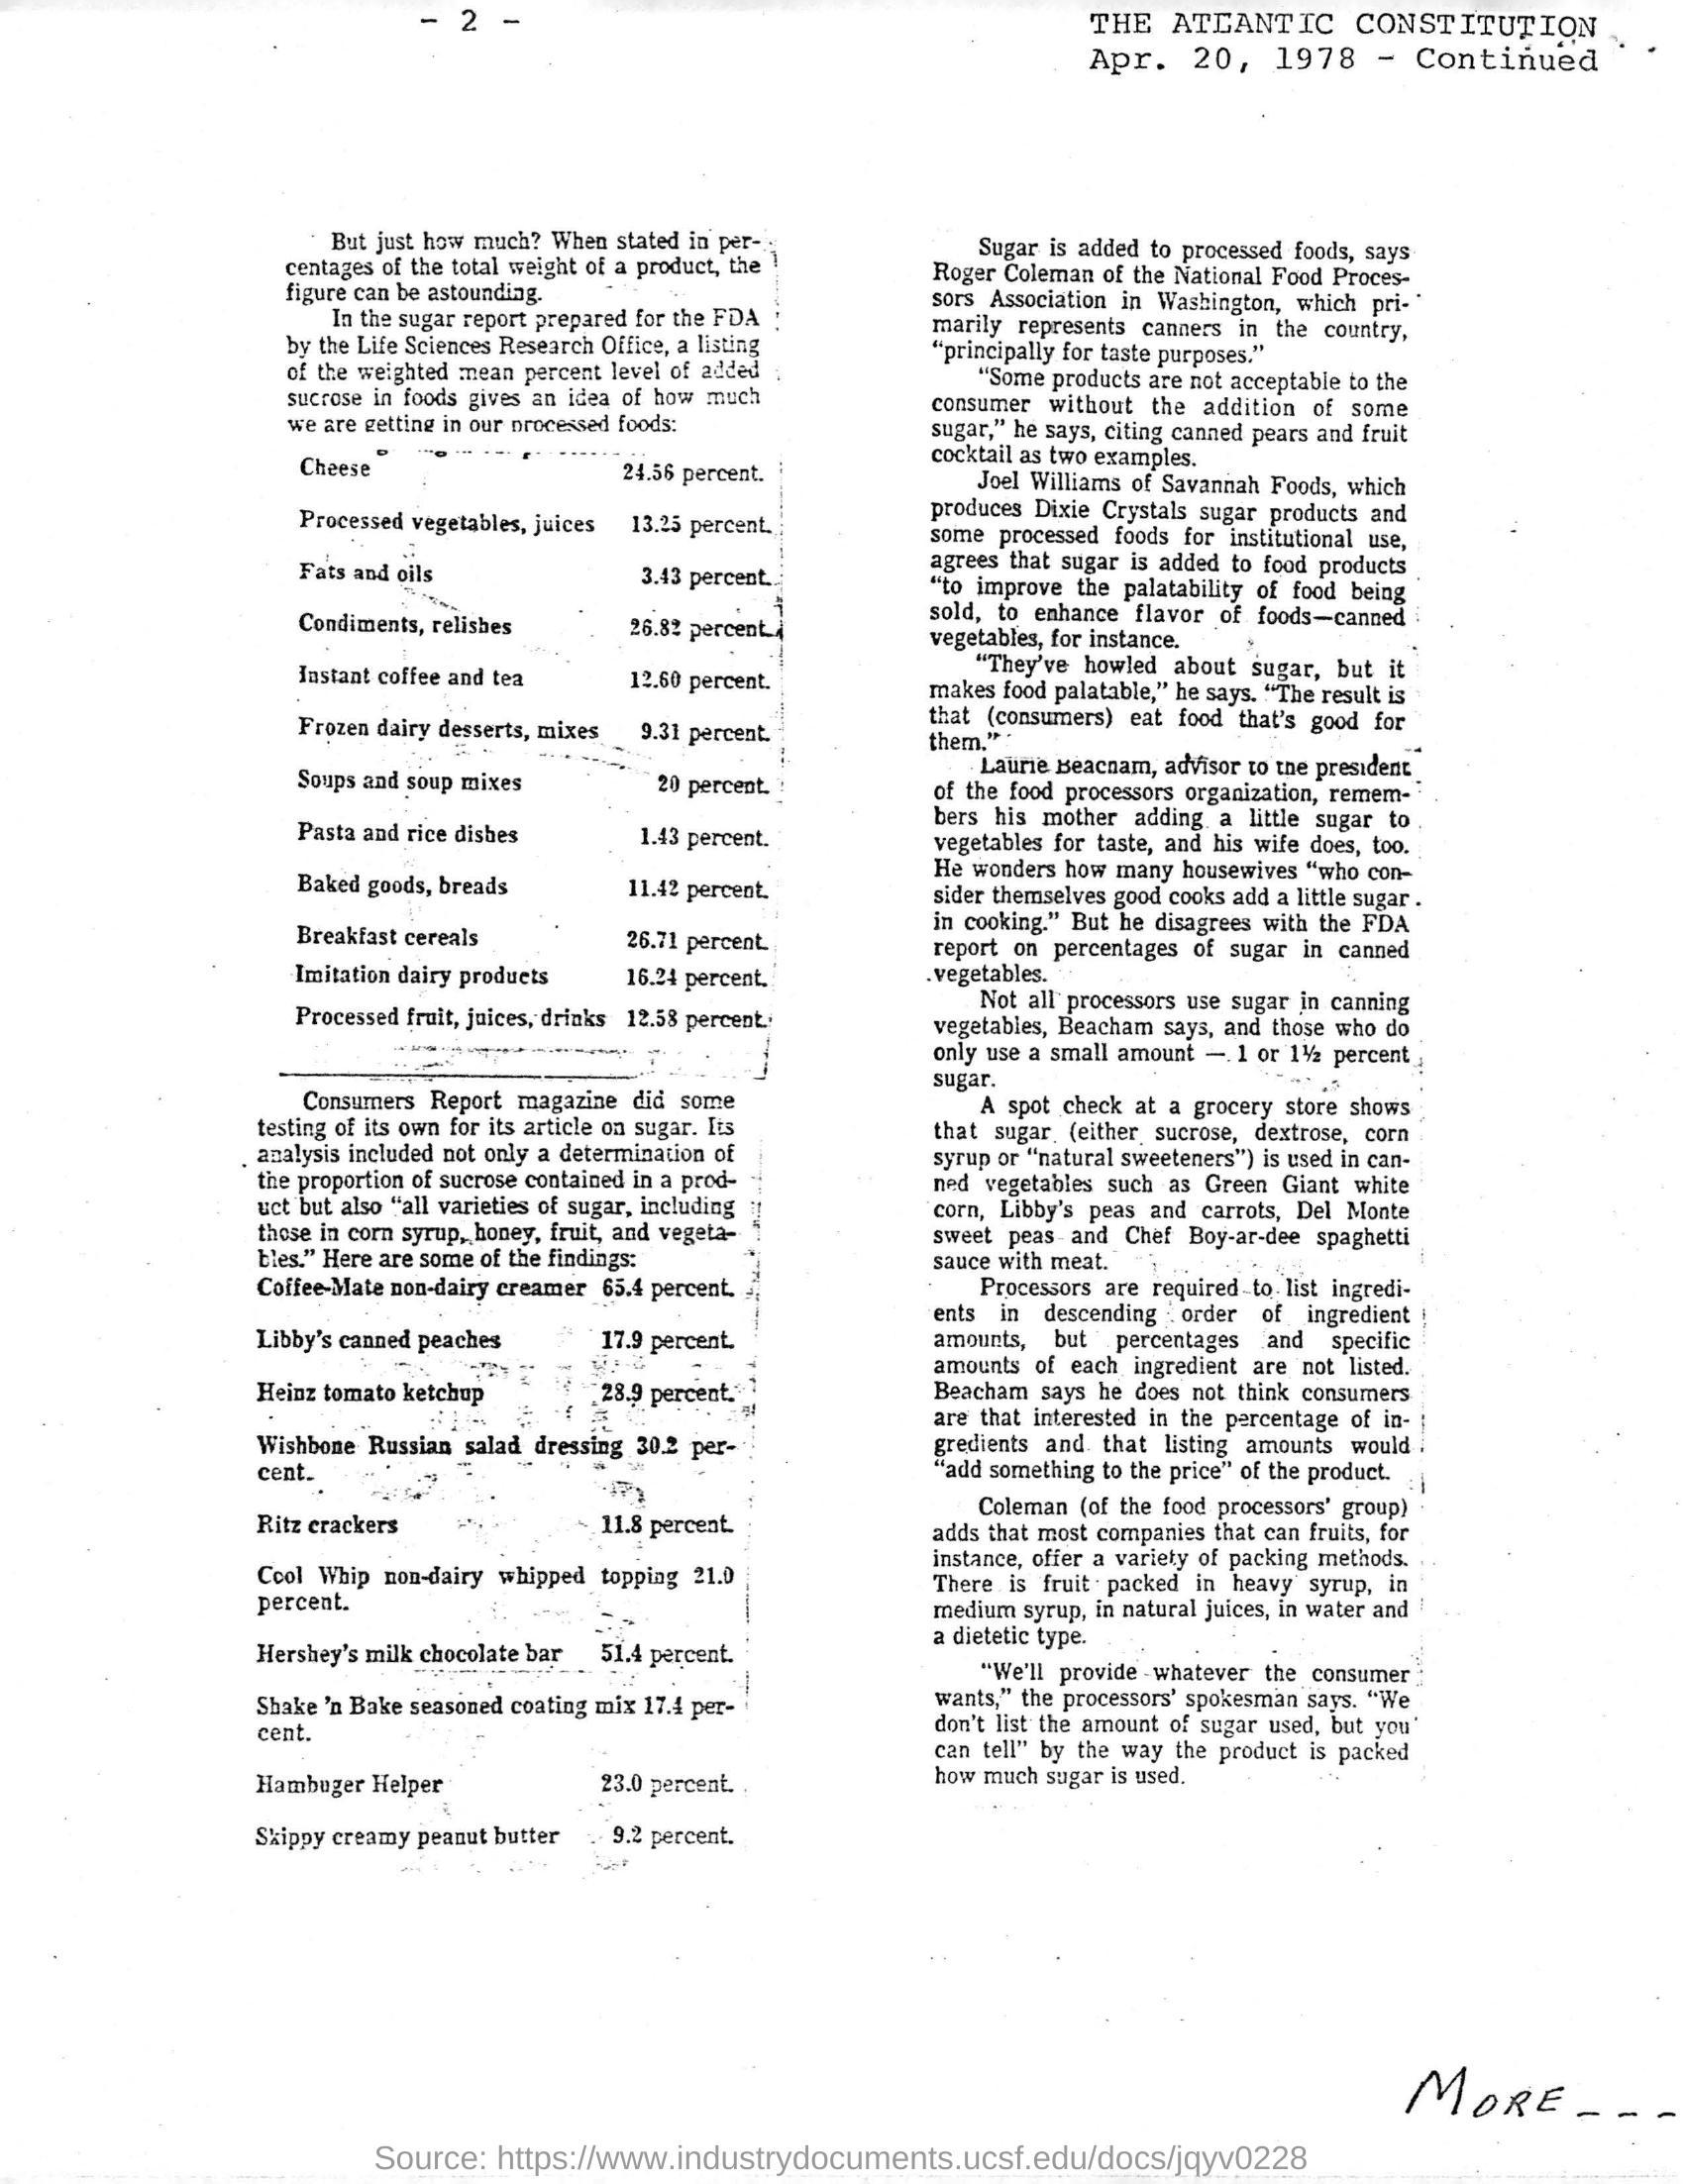 - 2 -
THE ATLANTIC CONSTITUTION
Apr. 20, 1978 - Continued
But just how much? When stated in per-
centages of the total weight of a product, the
figure can be astounding.
In the sugar report prepared for the FDA
by the Life Sciences Research Office, a listing
of the weighted mean percent level of added
sucrose in foods gives an idea of how much
we are getting in our processed foods:
Cheese 24.56 percent.
Processed vegetables, juices 13.25 percent.
Fats and oils 3.43 percent.
Condiments, relishes 26.82 percent.
Instant coffee and tea 12.60 percent.
Frozen dairy desserts, mixes 9.31 percent.
Soups and soup mixes 20 percent.
Pasta and rice dishes 1.43 percent.
Baked goods, breads 11.42 percent.
Breakfast cereals 26.71 percent.
Imitation dairy products 16.24 percent.
Processed fruit, juices, drinks 12.58 percent.
Consumers Report magazine did some
testing of its own for its article on sugar. Its
analysis included not only a determination of
the proportion of sucrose contained in a prod-
uct but also “all varieties of sugar, including
those in corn syrup, honey, fruit, and vegeta-
bles.” Here are some of the findings:
Coffee-Mate non-dairy creamer 65.4 percent.
Libby's canned peaches 17.9 percent.
Heinz tomato ketchup 28.9 percent.
Wishbone Russian salad dressing 30.2 per-
cent.
Ritz crackers 11.8 percent.
Cool Whip non-dairy whipped topping 21.0
percent.
Hershey's milk chocolate bar 51.4 percent.
Shake 'n Bake seasoned coating mix 17.4 per-
cent.
Hambuger Helper 23.0 percent.
Skippy creamy peanut butter 9.2 percent.
Sugar is added to processed foods, says
Roger Coleman of the National Food Proces-
sors Association in Washington, which pri-
marily represents canners in the country,
“principally for taste purposes.”
“Some products are not acceptable to the
consumer without the addition of some
sugar,” he says, citing canned pears and fruit
cocktail as two examples.
Joel Williams of Savannah Foods, which
produces Dixie Crystals sugar products and
some processed foods for institutional use,
agrees that sugar is added to food products
“to improve the palatability of food being
sold, to enhance flavor of foods—canned
vegetables, for instance.
“They've howled about sugar, but it
makes food palatable,” he says. “The result is
that (consumers) eat food that's good for
them.”
Laurie Beacham, advisor to the president
of the food processors organization, remem-
bers his mother adding a little sugar to
vegetables for taste, and his wife does, too.
He wonders how many housewives “who con-
sider themselves good cooks add a little sugar
in cooking.” But he disagrees with the FDA
report on percentages of sugar in canned
vegetables.
Not all processors use sugar in canning
vegetables, Beacham says, and those who do
only use a small amount — 1 or 1½ percent
sugar.
A spot check at a grocery store shows
that sugar (either sucrose, dextrose, corn
syrup or “natural sweeteners”) is used in can-
ned vegetables such as Green Giant white
corn, Libby's peas and carrots, Del Monte
sweet peas and Chef Boy-ar-dee spaghetti
sauce with meat.
Processors are required to list ingredi-
ents in descending order of ingredient
amounts, but percentages and specific
amounts of each ingredient are not listed.
Beacham says he does not think consumers
are that interested in the percentage of in-
gredients and that listing amounts would
“add something to the price” of the product.
Coleman (of the food processors' group)
adds that most companies that can fruits, for
instance, offer a variety of packing methods.
There is fruit packed in heavy syrup, in
medium syrup, in natural juices, in water and
a dietetic type.
“We'll provide whatever the consumer
wants,” the processors' spokesman says. “We
don't list the amount of sugar used, but you
can tell” by the way the product is packed
how much sugar is used.
MORE - - -
Source: https://www.industrydocuments.ucsf.edu/docs/jqyv0228